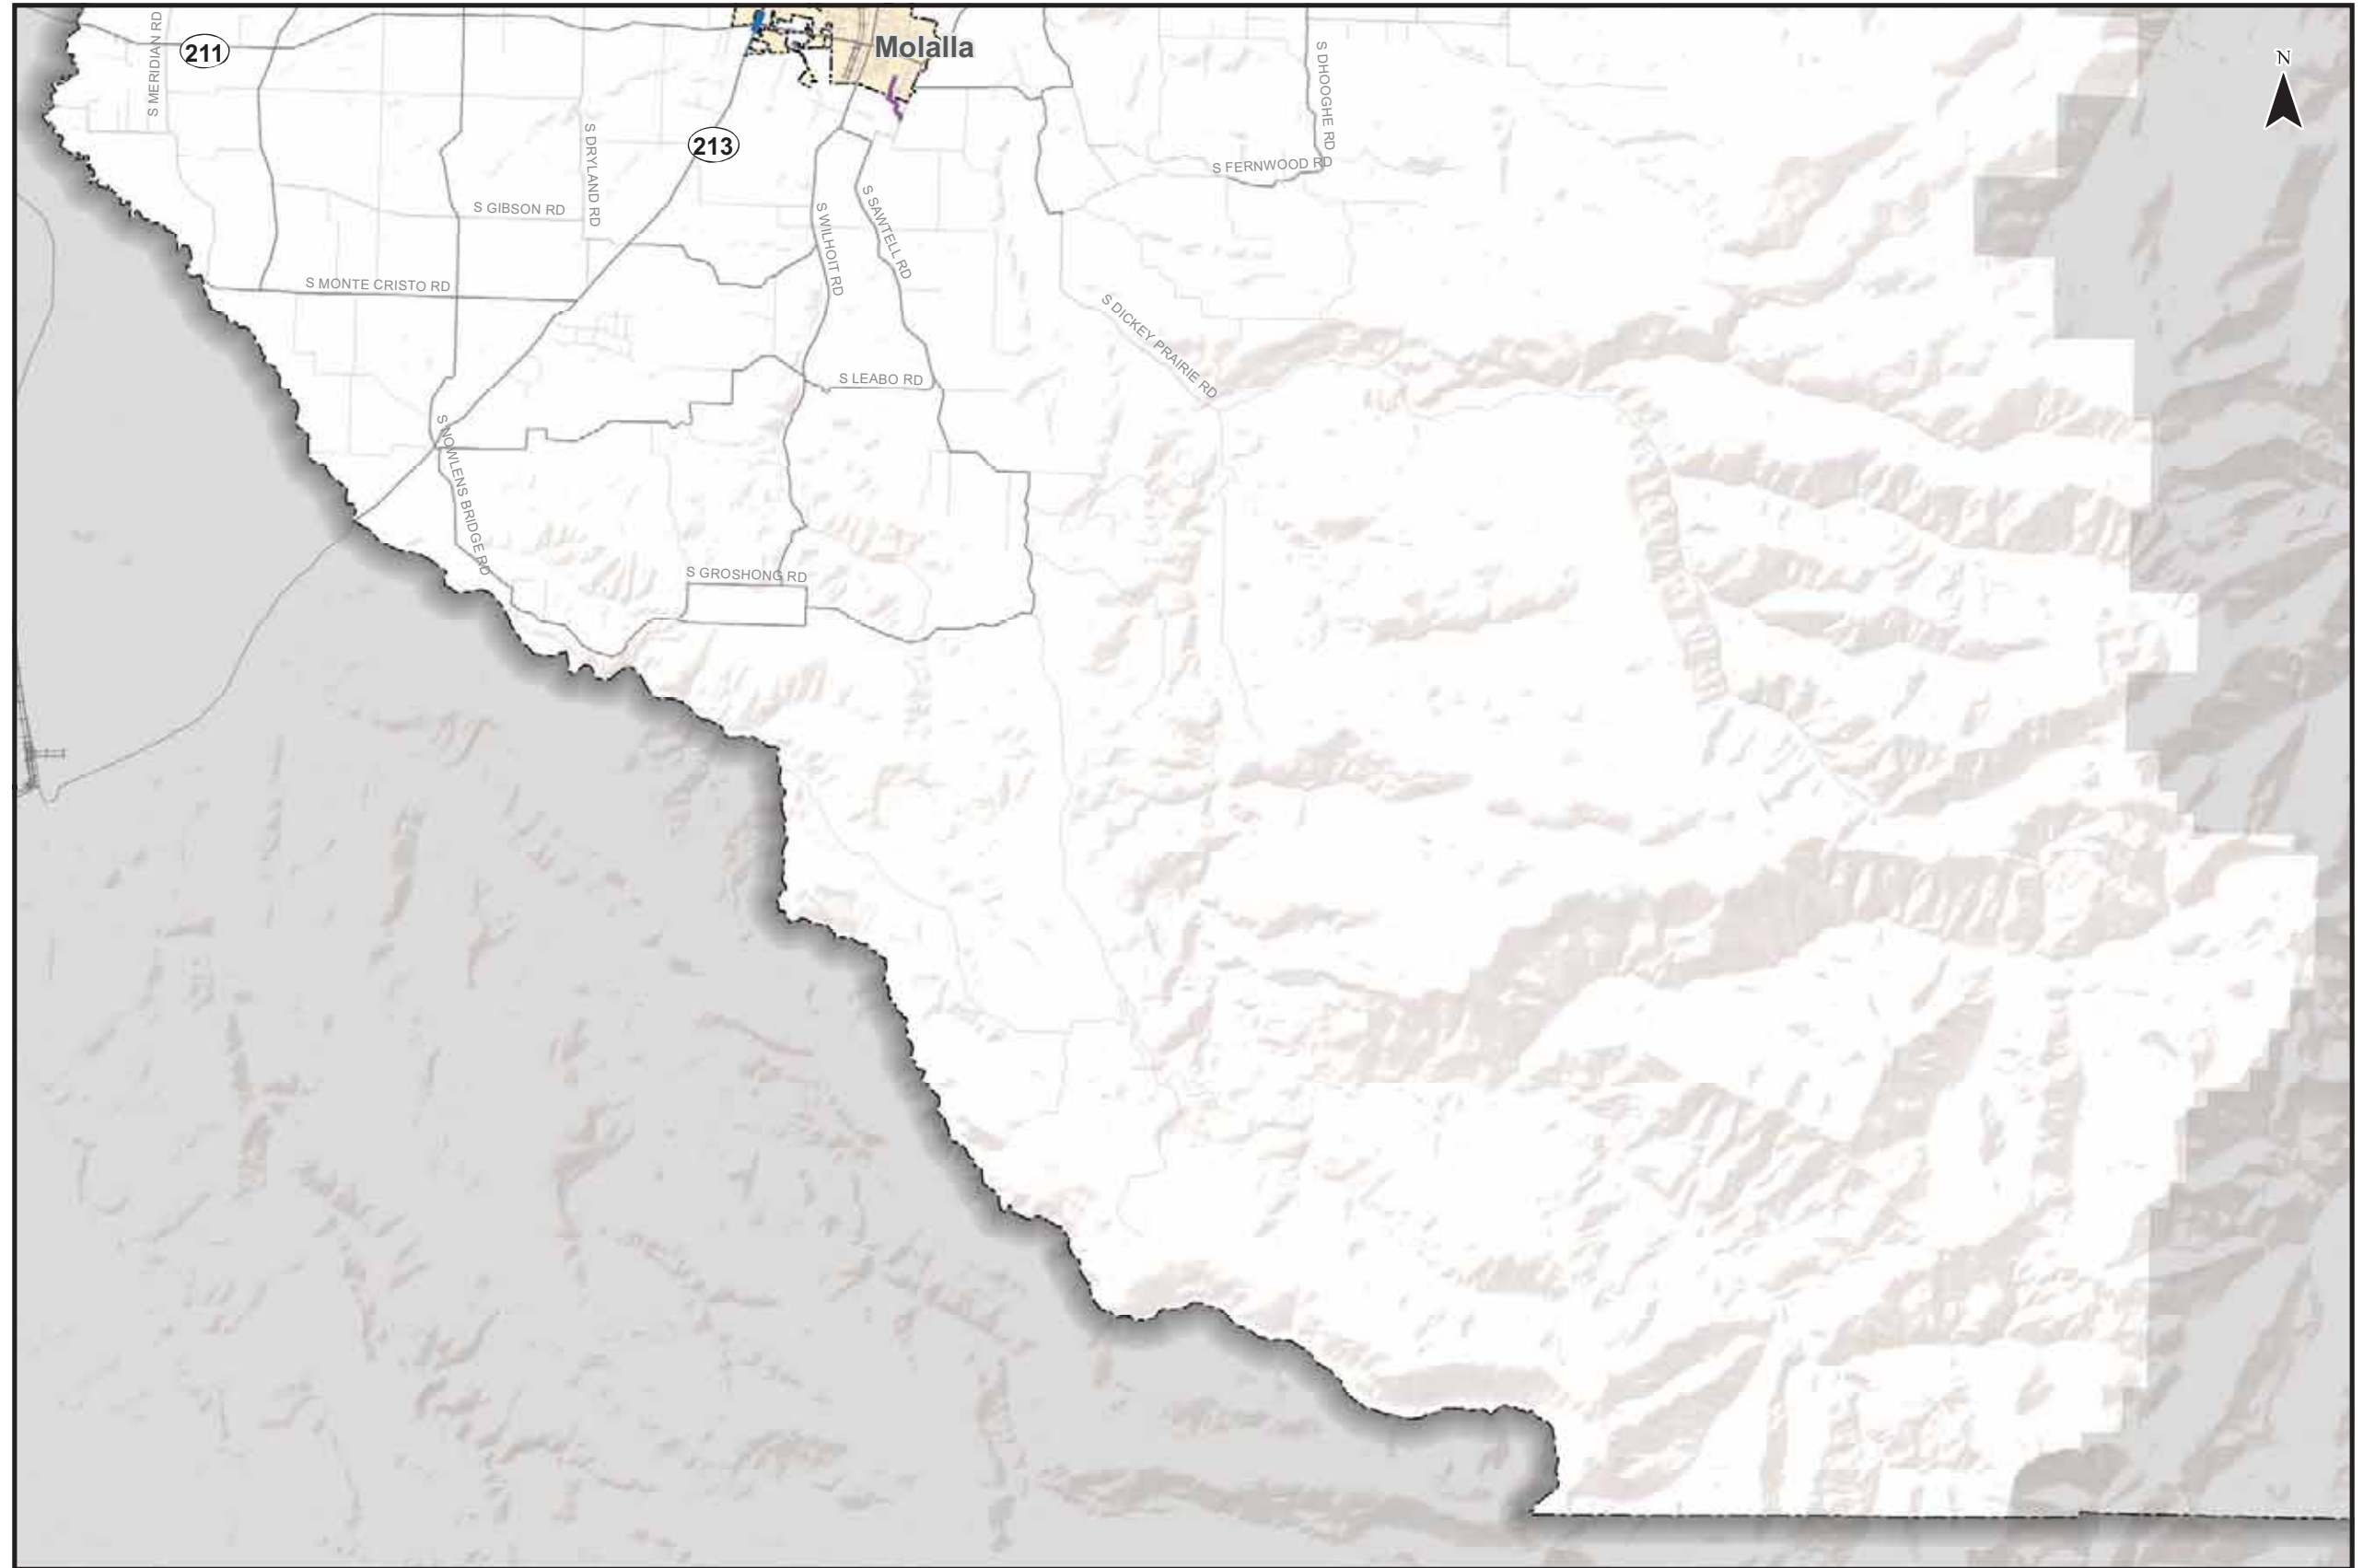 S MERIDIAN RD
211
Molalla
S DHOOGHE RD
N
S DRYLAND RD
213
S FERNWOOD RD
S GIBSON RD
S WILHOIT RD
S SAWTELL RD
S MONTE CRISTO RD
S DICKEY PRAIRIE RD
S LEABO RD
S NOWLENS BRIDGE RD
S GROSHONG RD